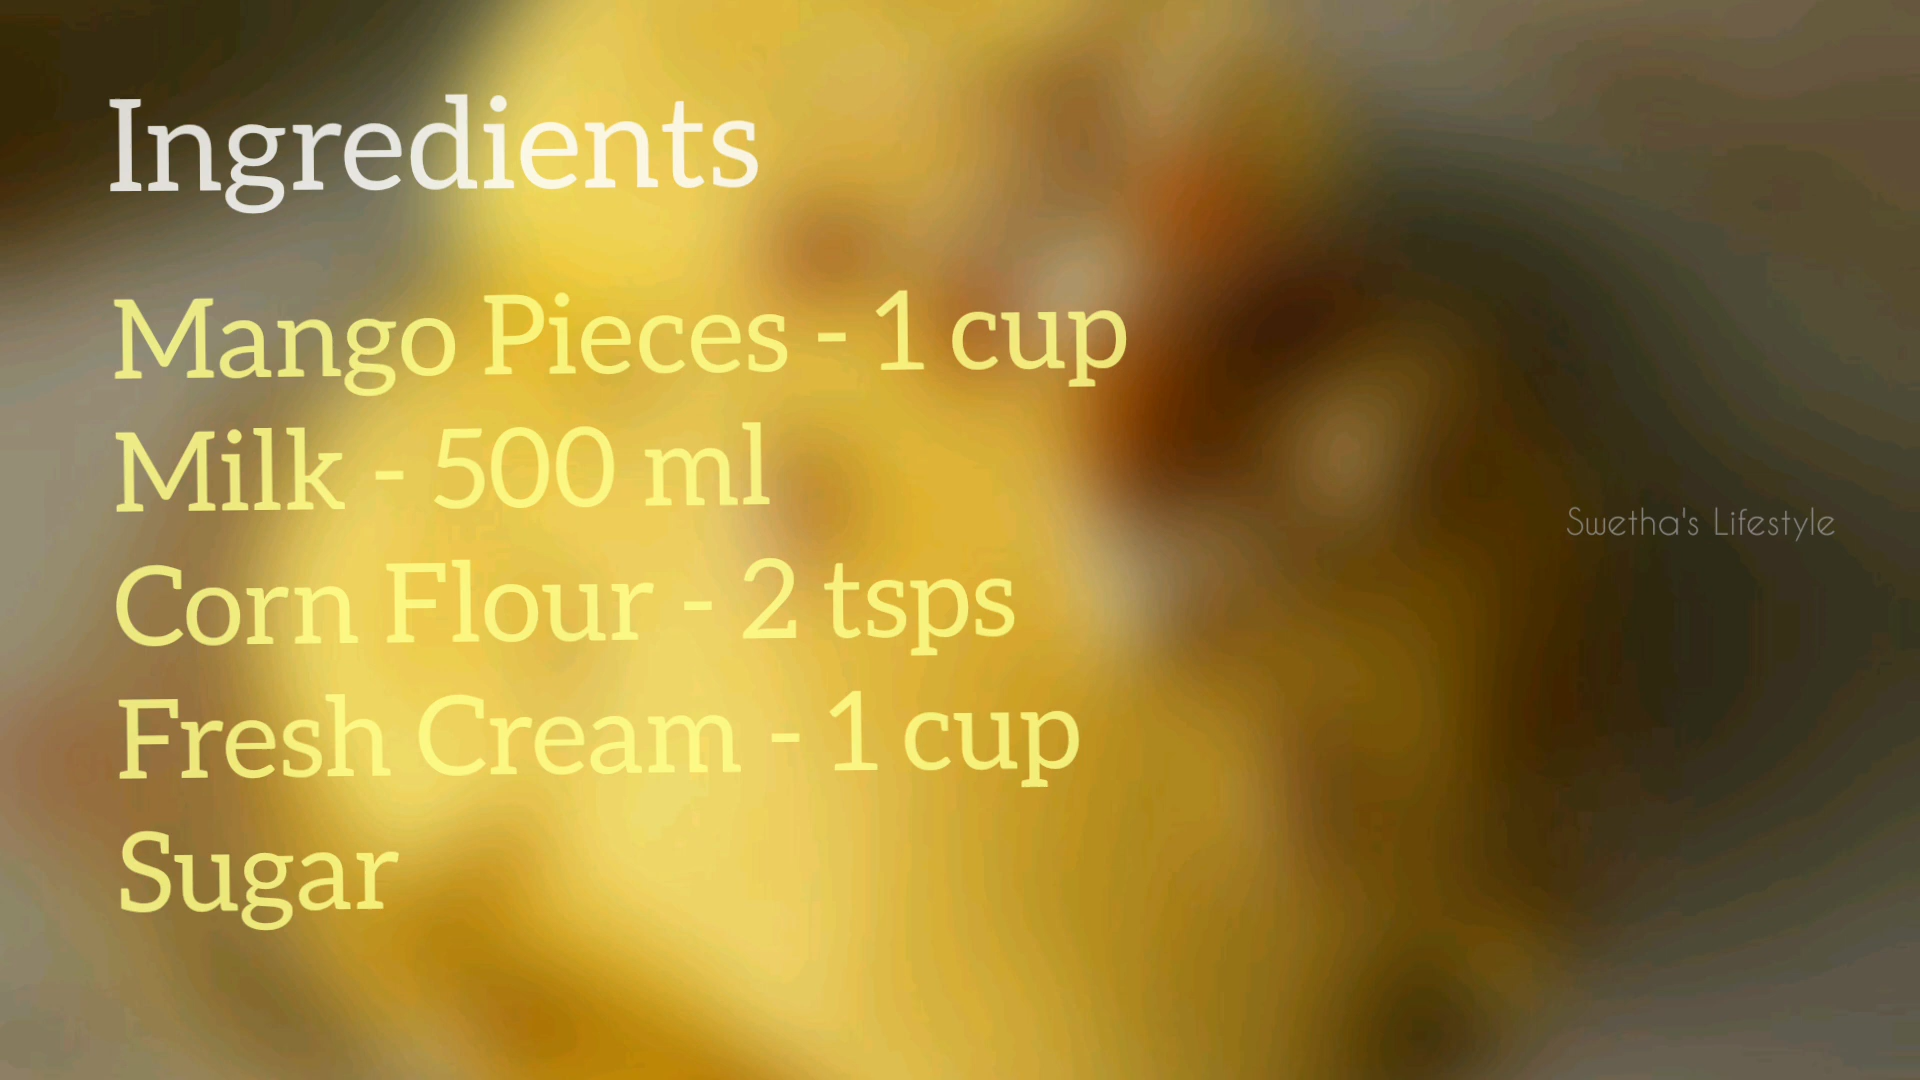 Ingredients
Mango Pieces - 1 cup
Milk - 500 ml
Corn Flour - 2 tsps
Fresh Cream - 1 cup
Sugar
Swetha's Lifestyle